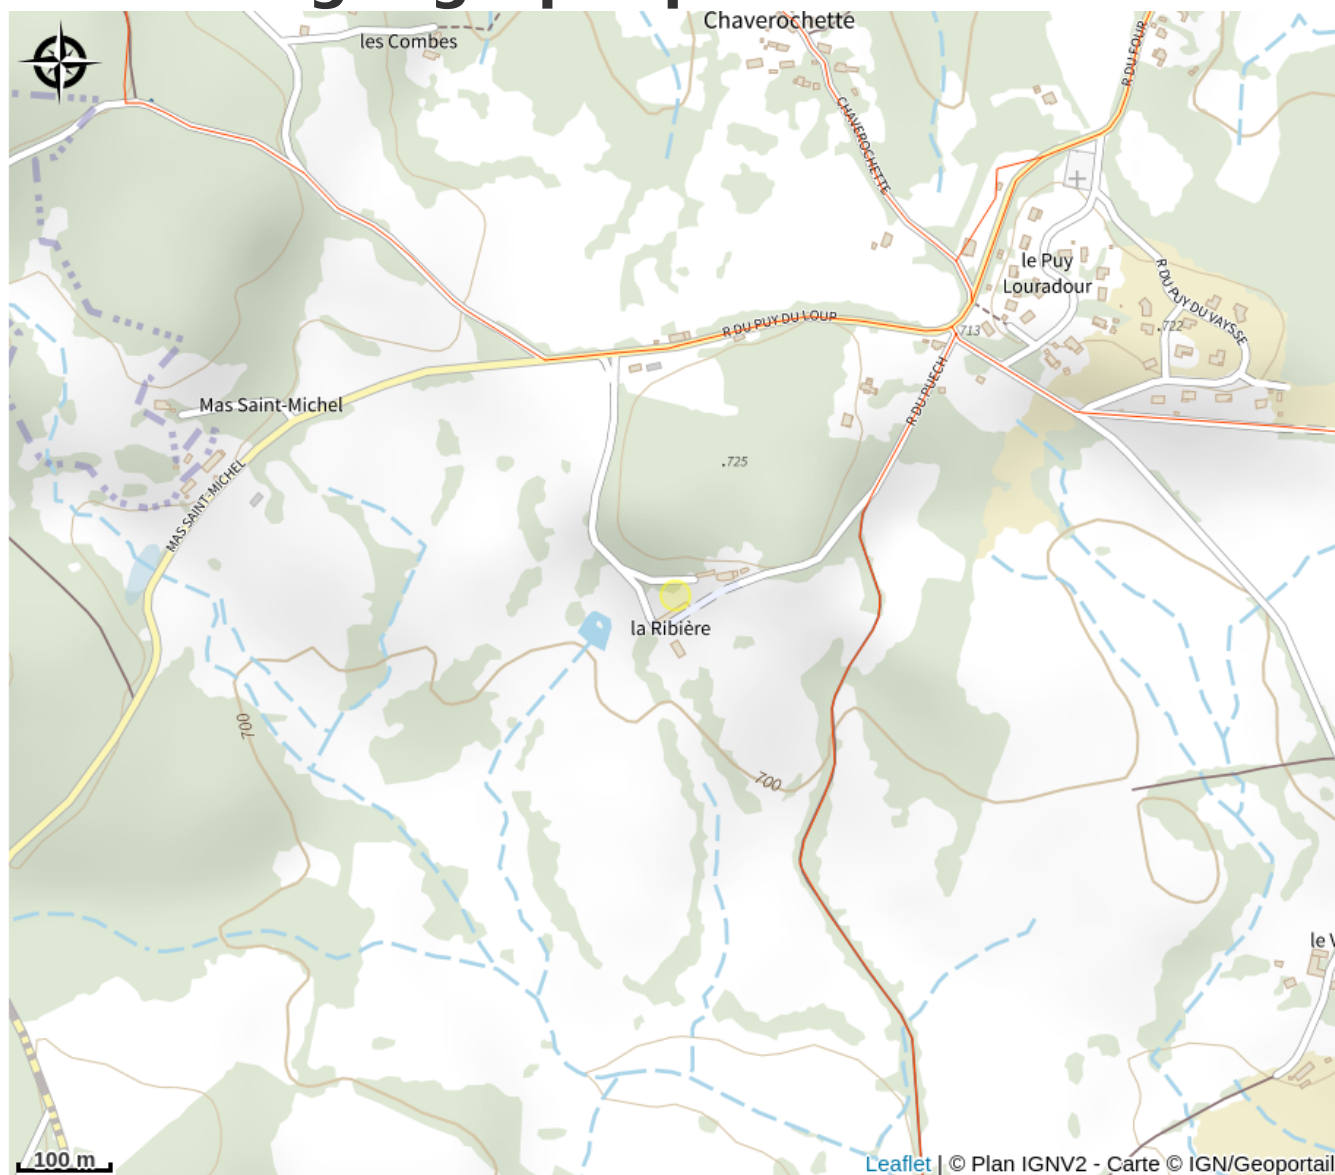 Chaverochette
les Combes
R DU FOUR
CHAVEROCHETTE
le Puy
Louradour
R DU PUY DU VAYSSE
R DU PUY DU LOUP
713
722
R DU PUECH
Mas Saint-Michel
725
MAS SAINT-MICHEL
la Ribière
700
700
le V
100 m
Leaflet | © Plan IGNV2 - Carte © IGN/Geoportail